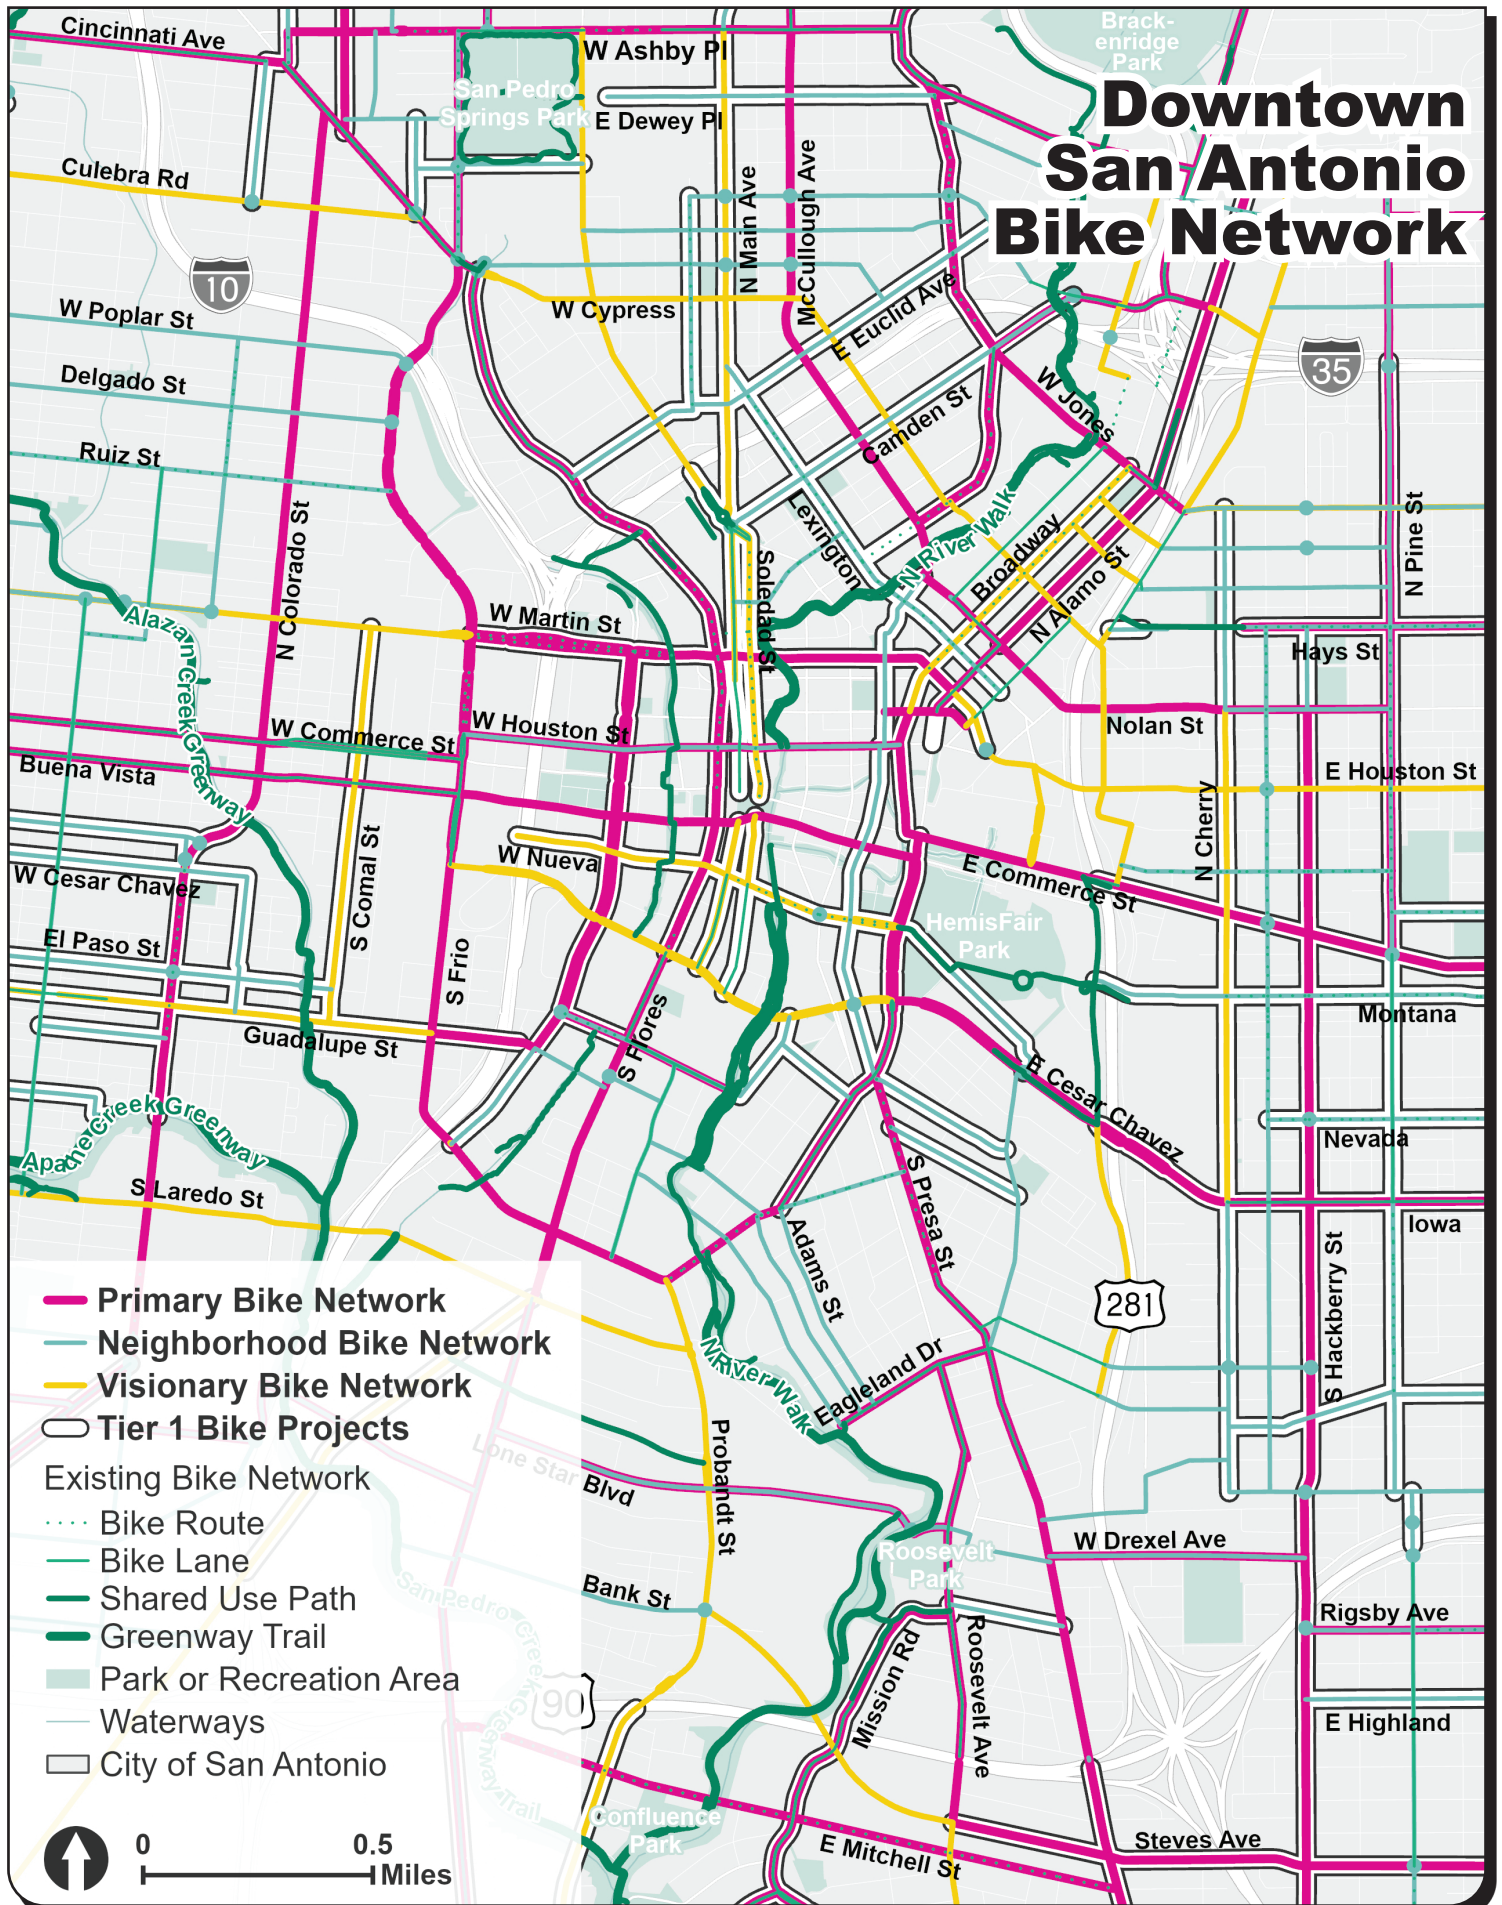 Cincinnati Ave
W Ashby Pl
Brack-
enridge
Park
San Pedro
Springs Park
E Dewey Pl
Downtown
San Antonio
Bike Network
Culebra Rd
N Main Ave
McCullough Ave
10
W Cypress
E Euclid Ave
W Poplar St
35
Delgado St
W Jones
Camden St
Ruiz St
Lexington
N River Walk
Broadway
N Alamo St
N Pine St
N Colorado St
Soledad St
W Martin St
Alazan Creek Greenway
Hays St
W Houston St
W Commerce St
Nolan St
Buena Vista
E Houston St
N Cherry
W Nueva
S Comal St
E Commerce St
W Cesar Chavez
HemisFair
Park
El Paso St
S Frio
S Flores
Montana
Guadalupe St
E Cesar Chavez
Apache Creek Greenway
Nevada
S Presa St
S Laredo St
Adams St
Iowa
S Hackberry St
281
N River Walk
Eagleland Dr
Primary Bike Network
Neighborhood Bike Network
Visionary Bike Network
Tier 1 Bike Projects
Existing Bike Network
Bike Route
Bike Lane
Shared Use Path
Greenway Trail
Park or Recreation Area
Waterways
City of San Antonio
0
0.5
Miles
Lone Star Blvd
Probandt St
W Drexel Ave
Roosevelt
Park
Bank St
San Pedro Creek Greenway Trail
Rigsby Ave
Mission Rd
Roosevelt Ave
90
E Highland
Confluence
Park
E Mitchell St
Steves Ave